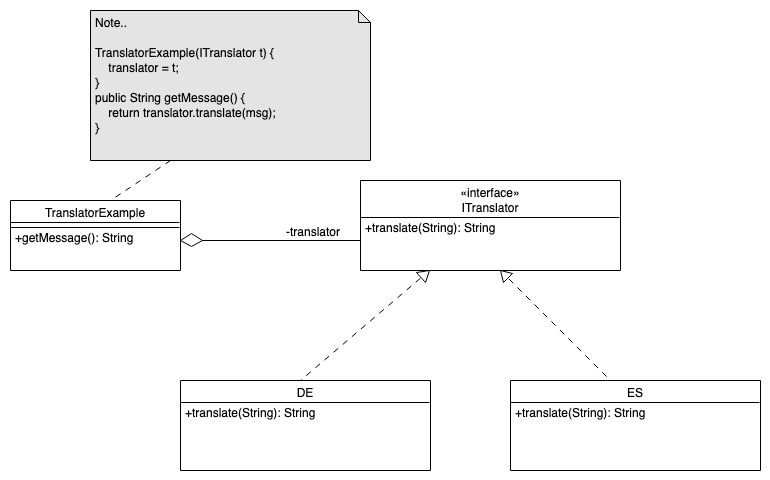 Note..
TranslatorExample(ITranslator t) {
translator = t;
}
public String getMessage() {
return translator.translate(msg);
}
TranslatorExample
+getMessage(): String
-translator
«interface»
ITranslator
+translate(String): String
DE
+translate(String): String
ES
+translate(String): String